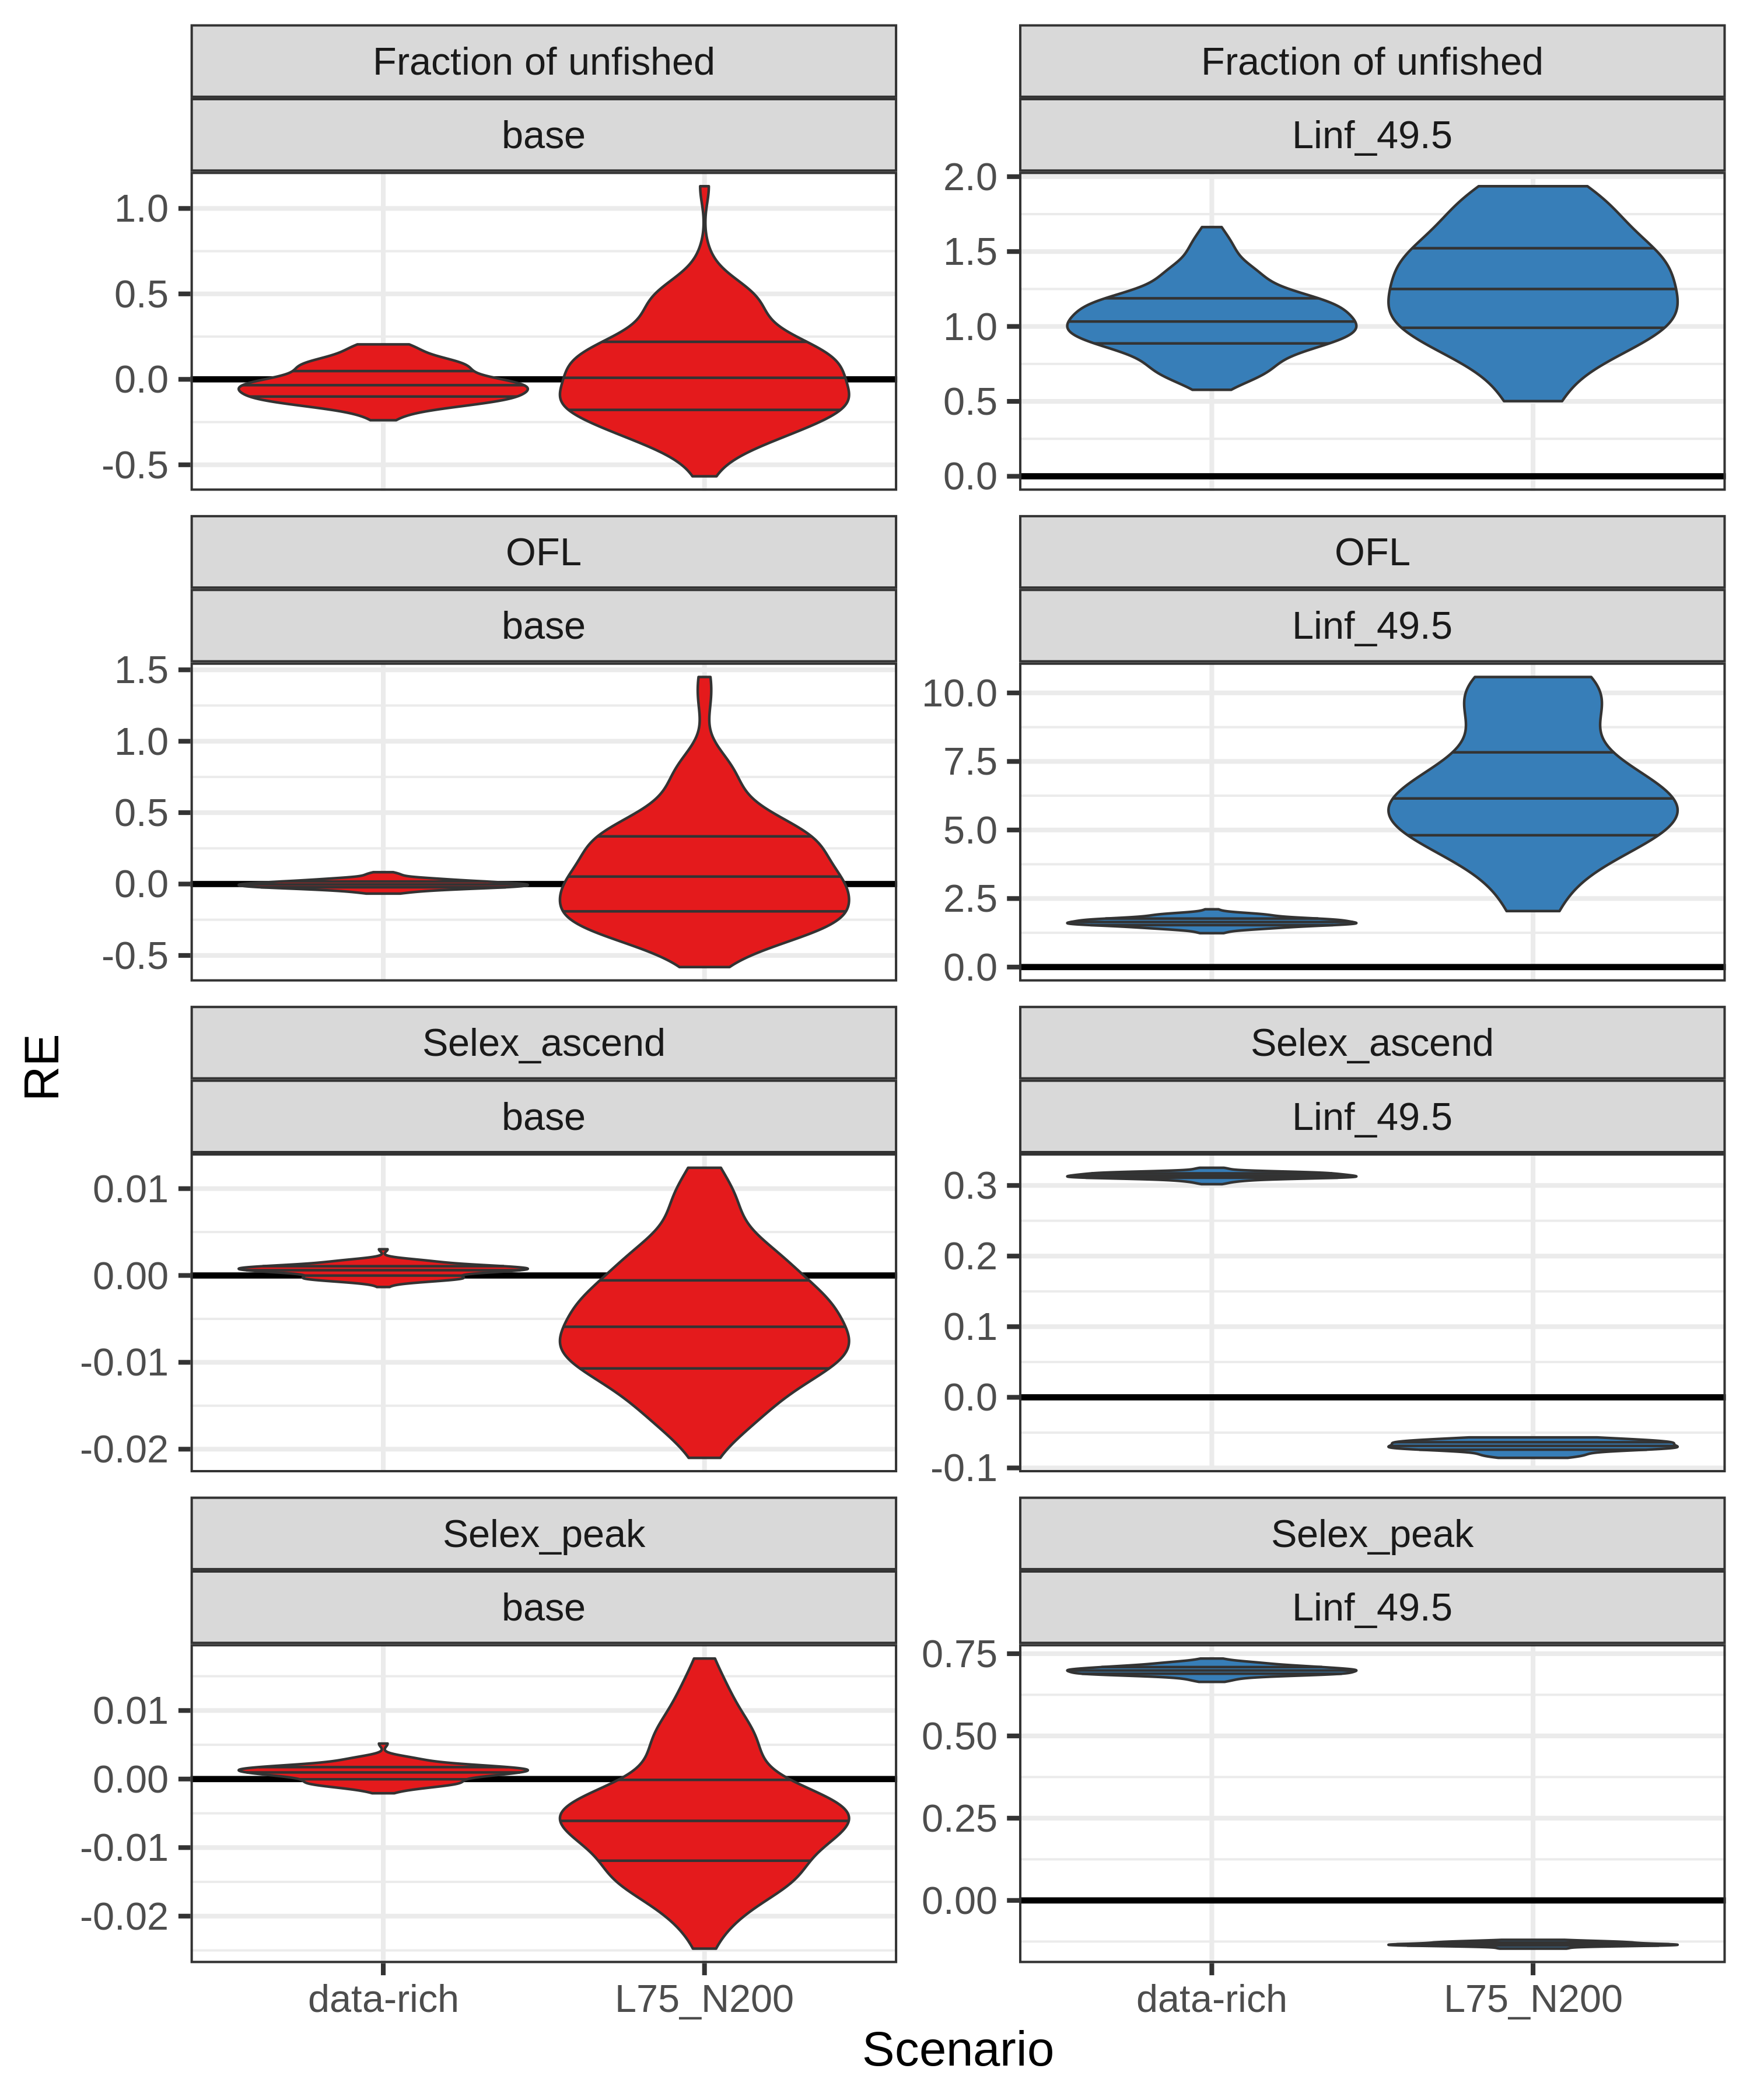 Fraction of unfished
Fraction of unfished
base
Linf_49.5
1.0
0.5
0.0
-0.5
2.0
1.5
1.0
0.5
0.0
OFL
OFL
base
Linf_49.5
1.5
1.0
0.5
0.0
-0.5
10.0
7.5
5.0
2.5
0.0
RE
Selex_ascend
Selex_ascend
base
Linf_49.5
0.01
0.00
-0.01
-0.02
0.3
0.2
0.1
0.0
-0.1
Selex_peak
Selex_peak
base
Linf_49.5
0.01
0.00
-0.01
-0.02
0.75
0.50
0.25
0.00
data-rich
L75_N200
data-rich
L75_N200
Scenario